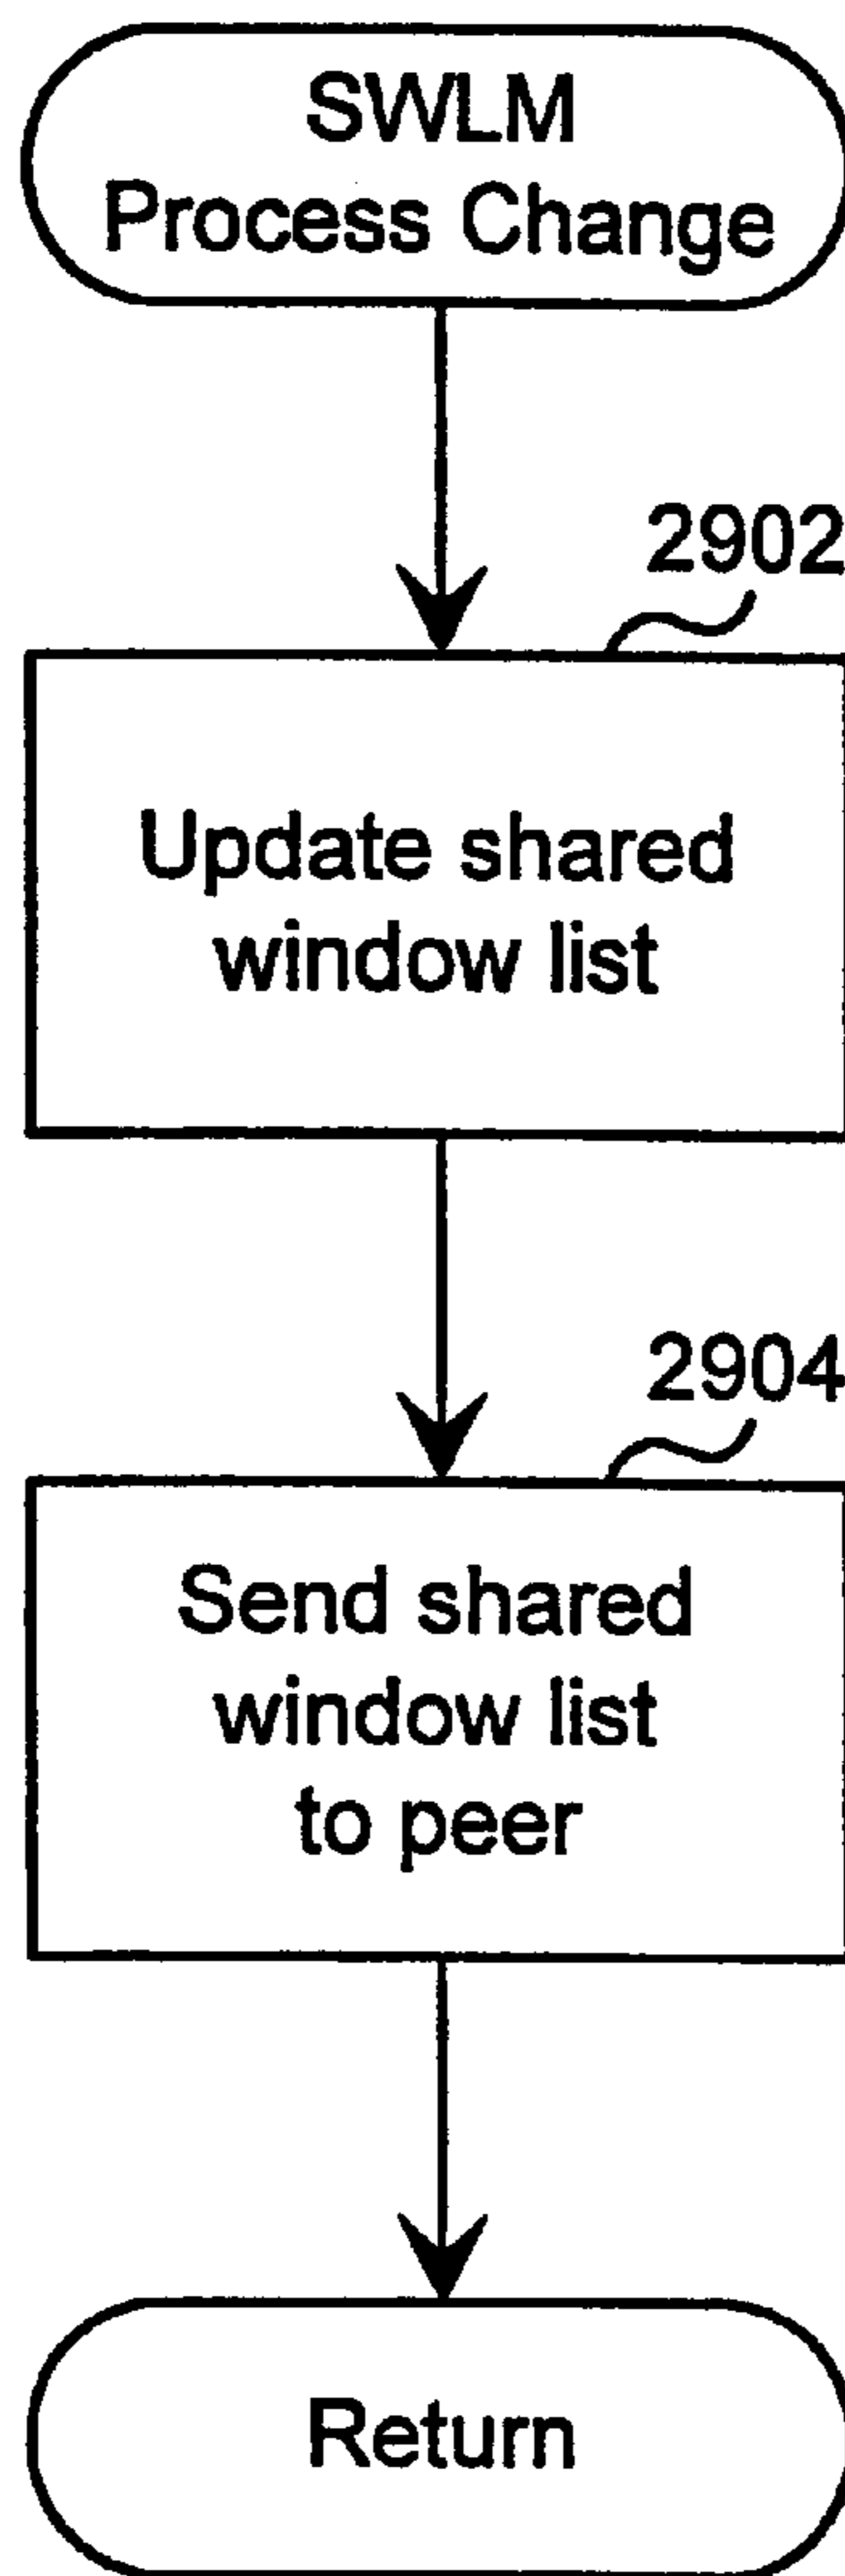 SWLM
Process Change
2902
Update shared
window list
2904
Send shared
window list
to peer
Return